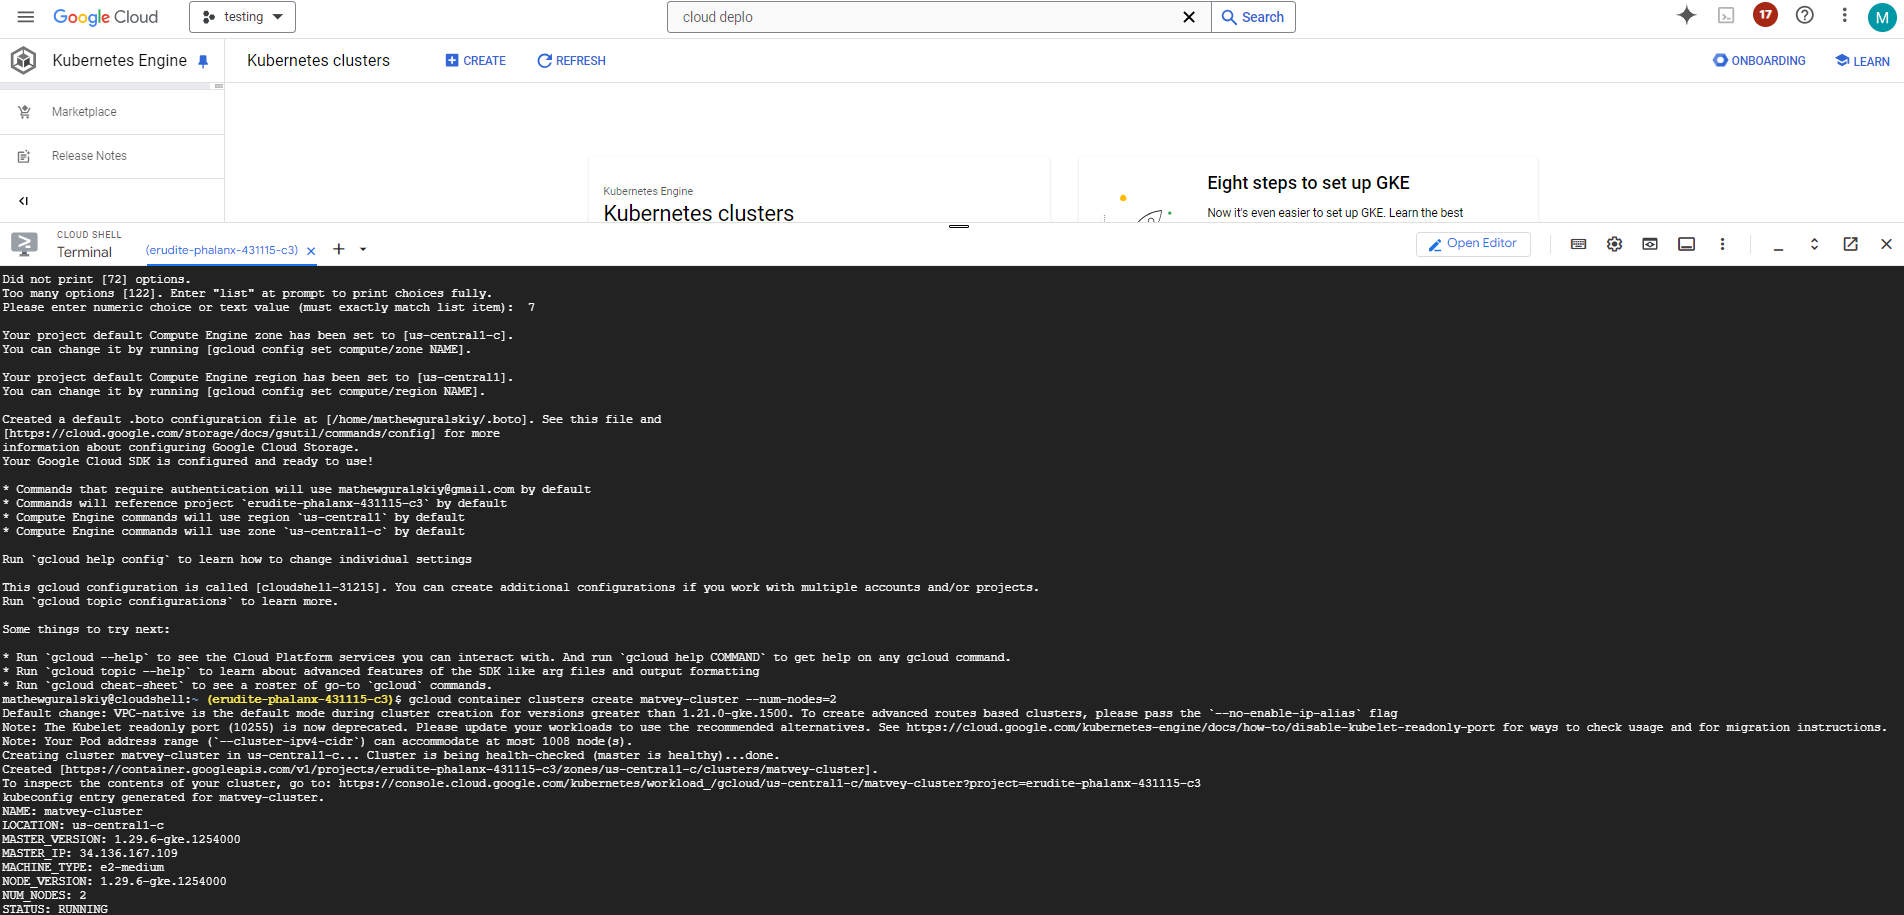 Google Cloud
testing
cloud deplo
Search
17
M
Kubernetes Engine
Kubernetes clusters
CREATE
REFRESH
ONBOARDING
LEARN
Marketplace
Release Notes
Kubernetes Engine
Kubernetes clusters
Eight steps to set up GKE
Now it's even easier to set up GKE. Learn the best
CLOUD SHELL
Terminal
(erudite-phalanx-431115-c3)
Open Editor
Did not print [72] options.
Too many options [122]. Enter "list" at prompt to print choices fully.
Please enter numeric choice or text value (must exactly match list item):  7
Your project default Compute Engine zone has been set to [us-central1-c].
You can change it by running [gcloud config set compute/zone NAME].
Your project default Compute Engine region has been set to [us-central1].
You can change it by running [gcloud config set compute/region NAME].
Created a default .boto configuration file at [/home/mathewguralskiy/.boto]. See this file and
[https://cloud.google.com/storage/docs/gsutil/commands/config] for more
information about configuring Google Cloud Storage.
Your Google Cloud SDK is configured and ready to use!
* Commands that require authentication will use mathewguralskiy@gmail.com by default
* Commands will reference project `erudite-phalanx-431115-c3` by default
* Compute Engine commands will use region `us-central1` by default
* Compute Engine commands will use zone `us-central1-c` by default
Run `gcloud help config` to learn how to change individual settings
This gcloud configuration is called [cloudshell-31215]. You can create additional configurations if you work with multiple accounts and/or projects.
Run `gcloud topic configurations` to learn more.
Some things to try next:
* Run `gcloud --help` to see the Cloud Platform services you can interact with. And run `gcloud help COMMAND` to get help on any gcloud command.
* Run `gcloud topic --help` to learn about advanced features of the SDK like arg files and output formatting
* Run `gcloud cheat-sheet` to see a roster of go-to `gcloud` commands.
mathewguralskiy@cloudshell:~ (erudite-phalanx-431115-c3)$ gcloud container clusters create matvey-cluster --num-nodes=2
Default change: VPC-native is the default mode during cluster creation for versions greater than 1.21.0-gke.1500. To create advanced routes based clusters, please pass the `--no-enable-ip-alias` flag
Note: The Kubelet readonly port (10255) is now deprecated. Please update your workloads to use the recommended alternatives. See https://cloud.google.com/kubernetes-engine/docs/how-to/disable-kubelet-readonly-port for ways to check usage and for migration instructions.
Note: Your Pod address range (`--cluster-ipv4-cidr`) can accommodate at most 1008 node(s).
Creating cluster matvey-cluster in us-central1-c... Cluster is being health-checked (master is healthy)...done.
Created [https://container.googleapis.com/v1/projects/erudite-phalanx-431115-c3/zones/us-central1-c/clusters/matvey-cluster].
To inspect the contents of your cluster, go to: https://console.cloud.google.com/kubernetes/workload_/gcloud/us-central1-c/matvey-cluster?project=erudite-phalanx-431115-c3
kubeconfig entry generated for matvey-cluster.
NAME: matvey-cluster
LOCATION: us-central1-c
MASTER_VERSION: 1.29.6-gke.1254000
MASTER_IP: 34.136.167.109
MACHINE_TYPE: e2-medium
NODE_VERSION: 1.29.6-gke.1254000
NUM_NODES: 2
STATUS: RUNNING